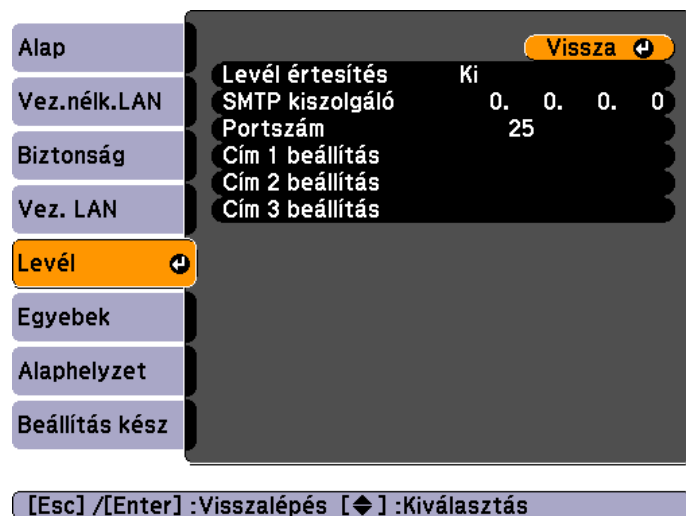 Alap
Vez.nélk.LAN
Biztonság
Vez. LAN
Levél
Egyebek
Alaphelyzet
Beállítás kész
Vissza
Levél értesítés Ki
SMTP kiszolgáló 0. 0. 0. 0
Portszám 25
Cím 1 beállítás
Cím 2 beállítás
Cím 3 beállítás
[Esc] /[Enter] :Visszalépés [◆] :Kiválasztás